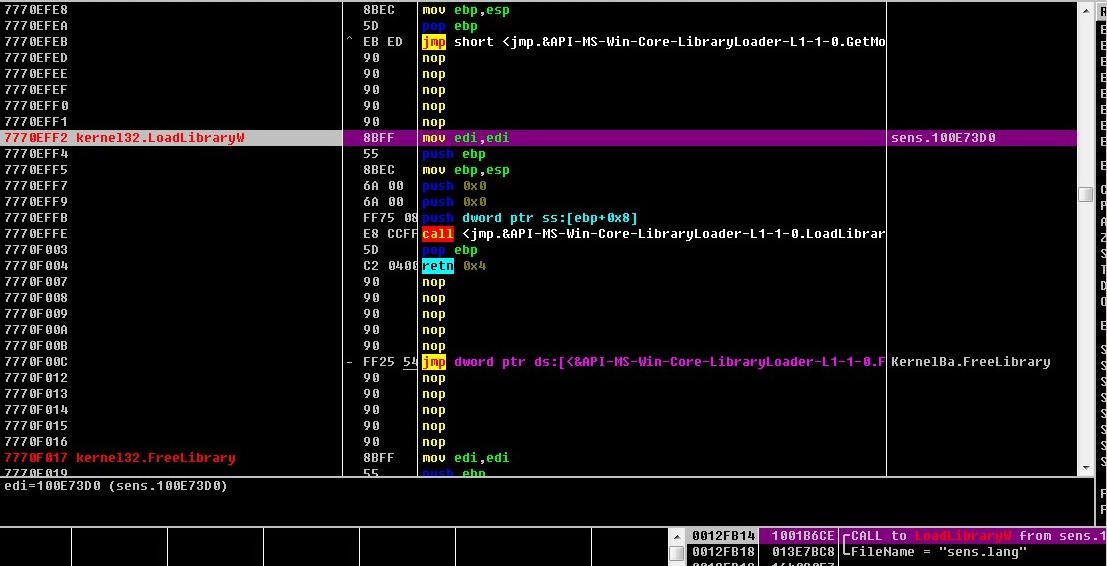 7770EFE8 8BEC mov ebp,esp
7770EFEA 5D pop ebp
7770EFEB ^ EB ED jmp short <jmp.&API-MS-Win-Core-LibraryLoader-L1-1-0.GetMo
7770EFED 90 nop
7770EFEE 90 nop
7770EFEF 90 nop
7770EFF0 90 nop
7770EFF1 90 nop
7770EFF2 kernel32.LoadLibraryW 8BFF mov edi,edi sens.100E73D0
7770EFF4 55 push ebp
7770EFF5 8BEC mov ebp,esp
7770EFF7 6A 00 push 0x0
7770EFF9 6A 00 push 0x0
7770EFFB FF75 08 push dword ptr ss:[ebp+0x8]
7770EFFE E8 CCFF call <jmp.&API-MS-Win-Core-LibraryLoader-L1-1-0.LoadLibrar
7770F003 5D pop ebp
7770F004 C2 0400 retn 0x4
7770F007 90 nop
7770F008 90 nop
7770F009 90 nop
7770F00A 90 nop
7770F00B 90 nop
7770F00C - FF25 54 jmp dword ptr ds:[<&API-MS-Win-Core-LibraryLoader-L1-1-0.F KernelBa.FreeLibrary
7770F012 90 nop
7770F013 90 nop
7770F014 90 nop
7770F015 90 nop
7770F016 90 nop
7770F017 kernel32.FreeLibrary 8BFF mov edi,edi
7770F019 55 push ebp
edi=100E73D0 (sens.100E73D0)
0012FB14 1001B6CE CALL to LoadLibraryW from sens.1
0012FB18 013E7BC8 FileName = "sens.lang"